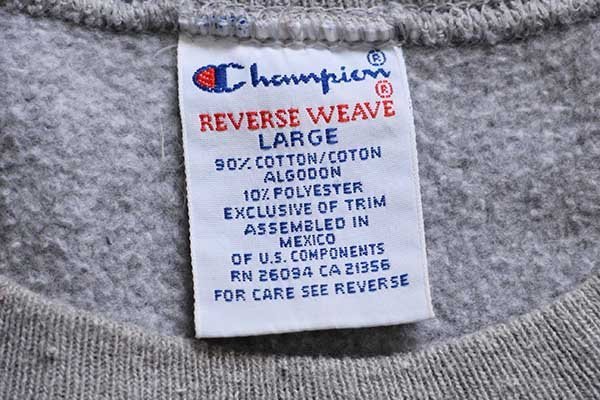 Champion®
REVERSE WEAVE®
LARGE
90% COTTON/COTON
ALGODON
10% POLYESTER
EXCLUSIVE OF TRIM
ASSEMBLED IN
MEXICO
OF U.S. COMPONENTS
RN 26094 CA 21356
FOR CARE SEE REVERSE